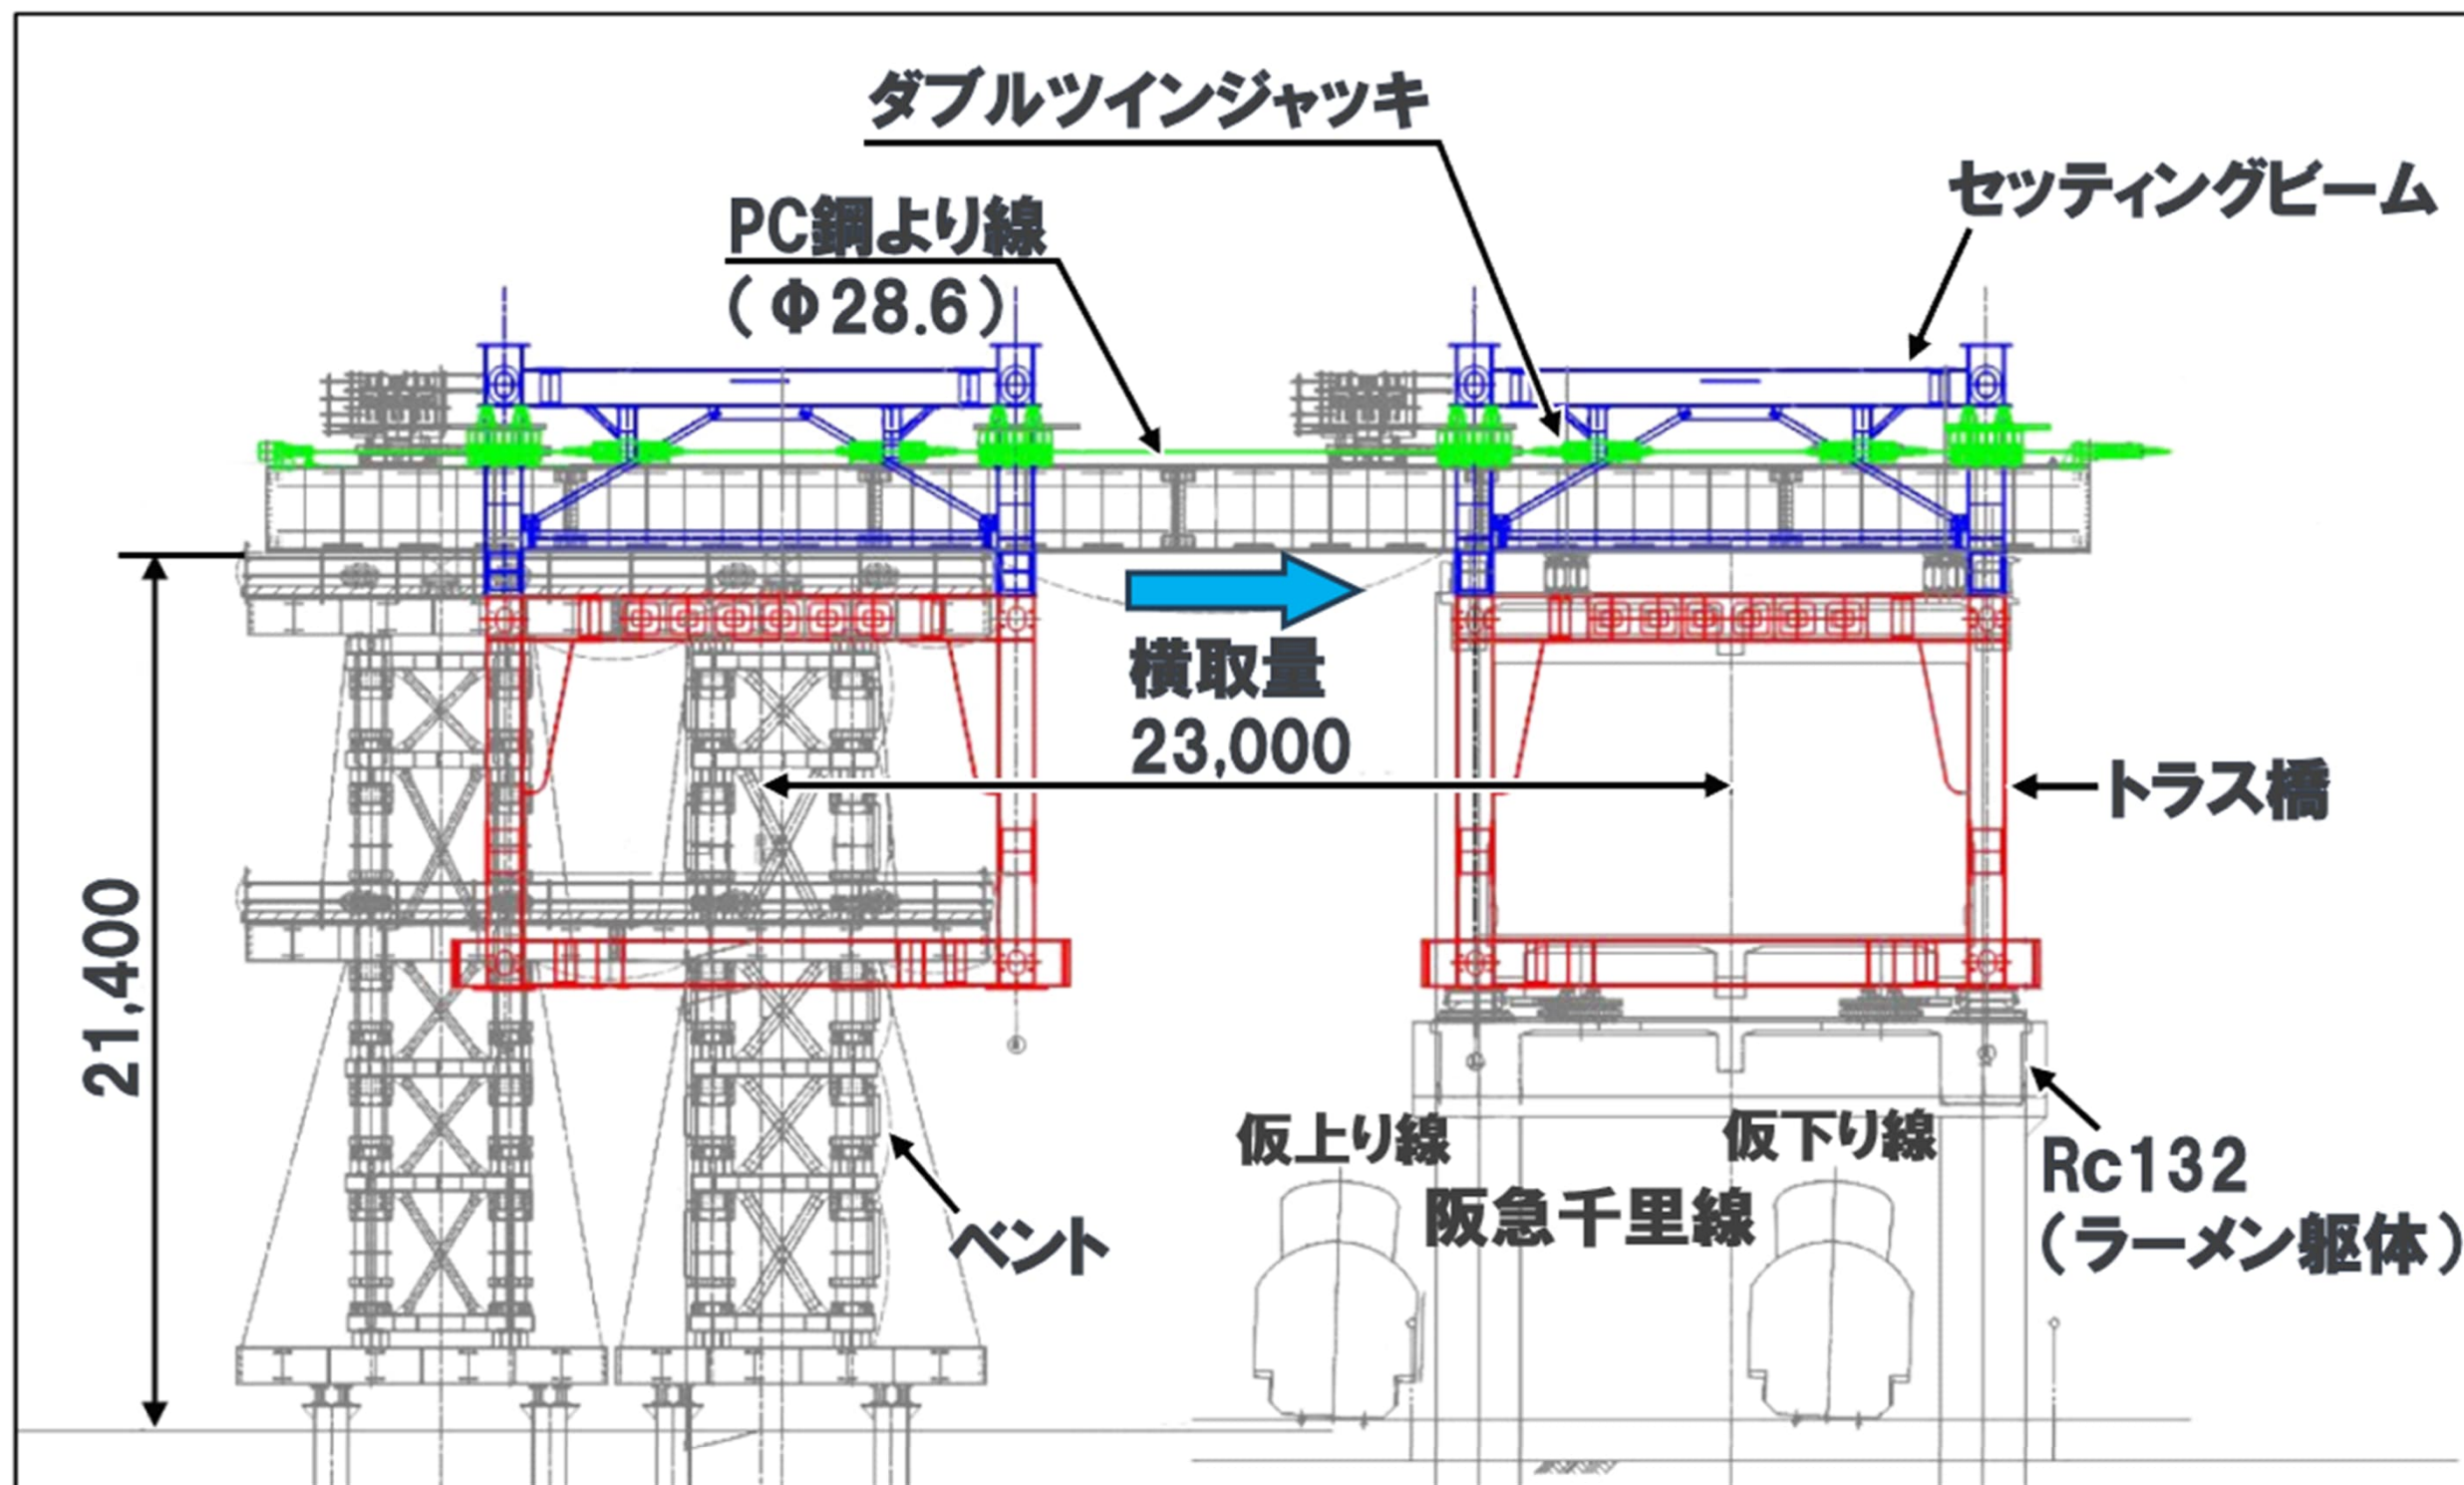 ダブルツインジャッキ
セッティングビーム
PC鋼より線
(Φ28.6)
横取量
23,000
トラス橋
21,400
仮上り線
仮下り線
阪急千里線
Rc132
(ラーメン躯体)
ベント